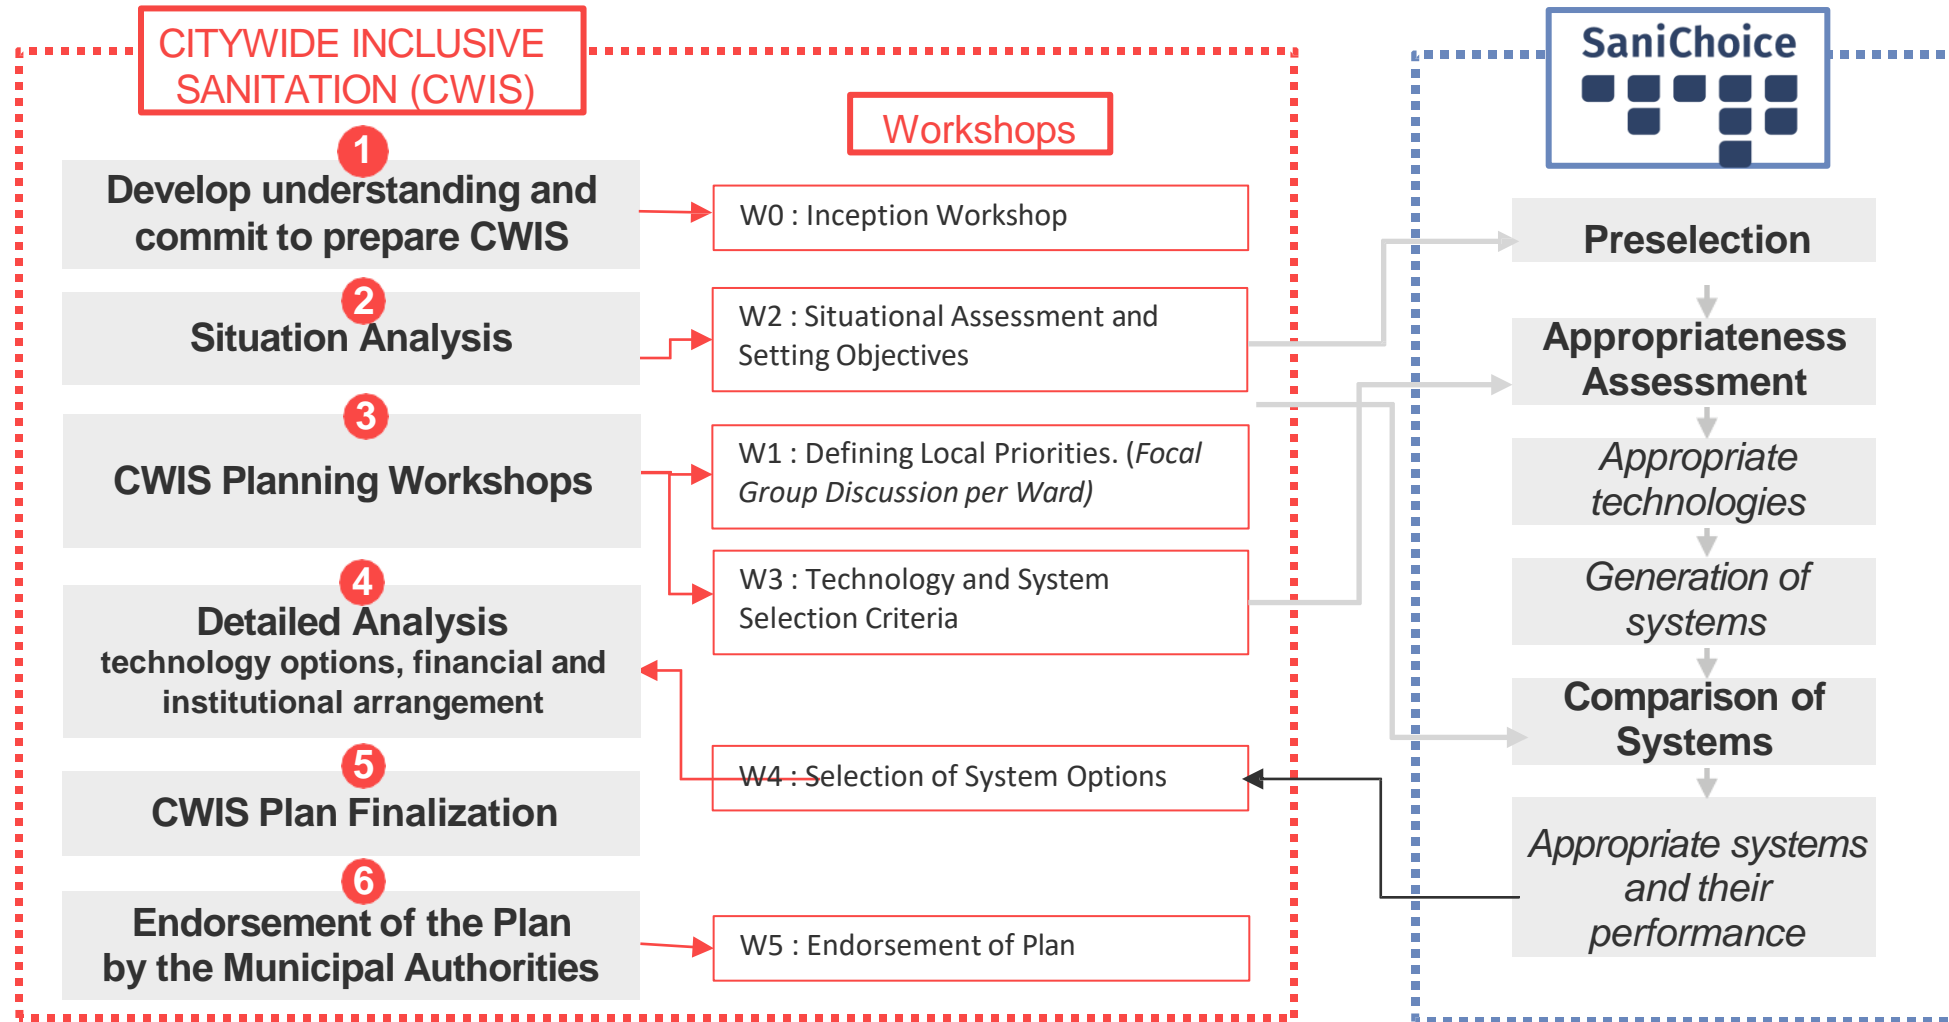 CITYWIDE INCLUSIVE
SANITATION (CWIS)
Workshops
1
Develop understanding and
commit to prepare CWIS
W0 : Inception Workshop
2
Situation Analysis
W2 : Situational Assessment and
Setting Objectives
3
CWIS Planning Workshops
W1 : Defining Local Priorities. (Focal
Group Discussion per Ward)
W3 : Technology and System
Selection Criteria
4
Detailed Analysis
technology options, financial and
institutional arrangement
5
CWIS Plan Finalization
W4 : Selection of System Options
6
Endorsement of the Plan
by the Municipal Authorities
W5 : Endorsement of Plan
SaniChoice
Preselection
Appropriateness
Assessment
Appropriate
technologies
Generation of
systems
Comparison of
Systems
Appropriate systems
and their
performance